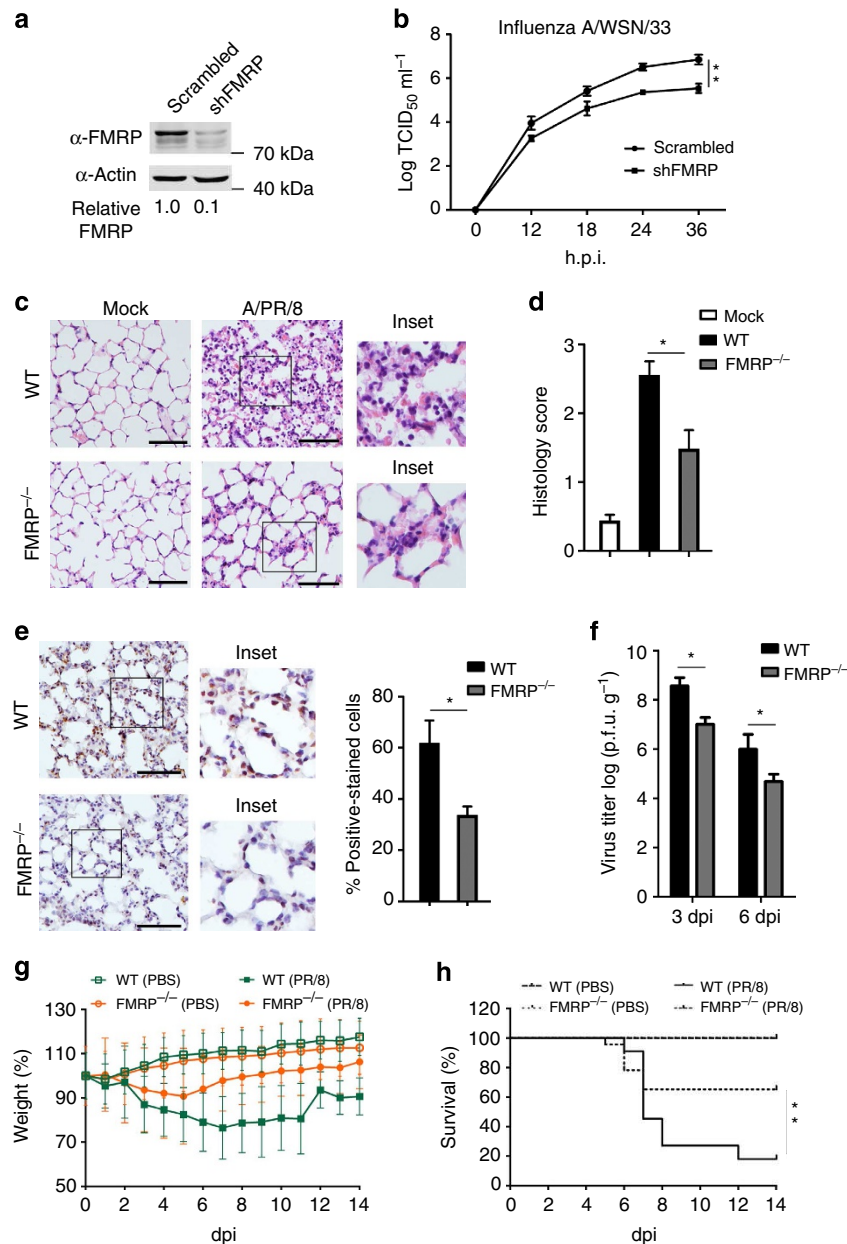 a
Scrambled
shFMRP
α-FMRP
70 kDa
α-Actin
40 kDa
Relative FMRP 1.0 0.1
b
Influenza A/WSN/33
Log TCID50 ml–1
8
6
4
2
0
0 12 18 24 36
h.p.i.
Scrambled
shFMRP
**
c
Mock A/PR/8 Inset
WT
Inset
FMRP–/–
d
Mock
WT
FMRP–/–
*
Histology score
3
2
1
0
e
Inset
WT
Inset
FMRP–/–
WT
FMRP–/–
*
% Positive-stained cells
80
60
40
20
0
f
WT
FMRP–/–
* *
Virus titer log (p.f.u. g–1)
10
8
6
4
2
0
3 dpi 6 dpi
g
WT (PBS) WT (PR/8)
FMRP–/– (PBS) FMRP–/– (PR/8)
Weight (%)
130
110
90
70
50
0 2 4 6 8 10 12 14
dpi
h
WT (PBS) WT (PR/8)
FMRP–/– (PBS) FMRP–/– (PR/8)
Survival (%)
120
100
80
60
40
20
0
0 2 4 6 8 10 12 14
dpi
**